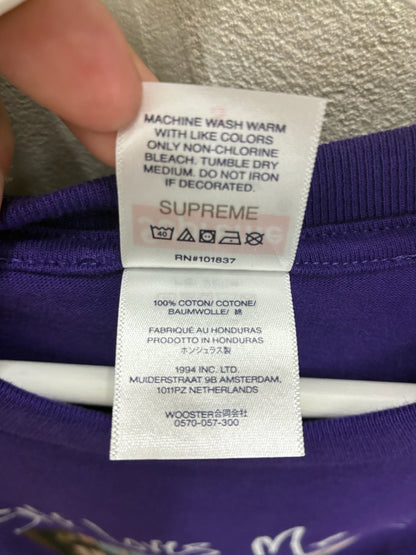 MACHINE WASH WARM
WITH LIKE COLORS
ONLY NON-CHLORINE
BLEACH. TUMBLE DRY
MEDIUM. DO NOT IRON
IF DECORATED.
SUPREME
40
RN#101837
100% COTON/ COTONE/
BAUMWOLLE/ 綿
FABRIQUÉ AU HONDURAS
PRODOTTO IN HONDURAS
ホンジュラス製
1994 INC. LTD.
MUIDERSTRAAT 9B AMSTERDAM,
1011PZ NETHERLANDS
WOOSTER合同会社
0570-057-300
Loves Me